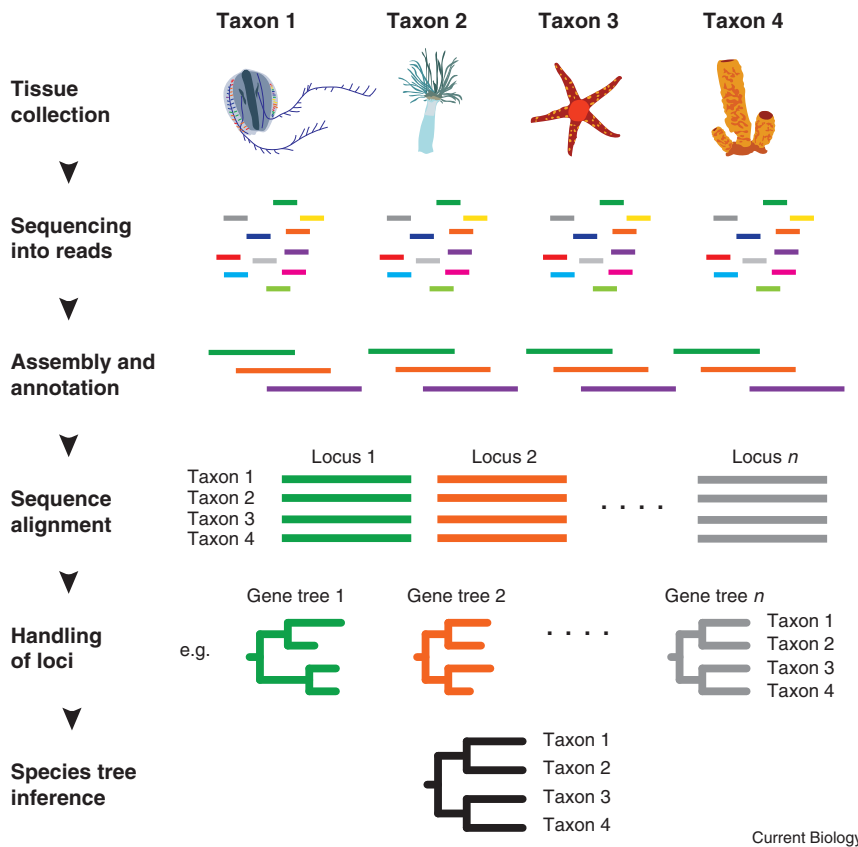 Taxon 1 Taxon 2 Taxon 3 Taxon 4
Tissue
collection
Sequencing
into reads
Assembly and
annotation
Locus 1 Locus 2 Locus n
Sequence
alignment
Taxon 1
Taxon 2
Taxon 3
Taxon 4
. . . .
Gene tree 1 Gene tree 2 Gene tree n
Handling
of loci
e.g.
. . . .
Taxon 1
Taxon 2
Taxon 3
Taxon 4
Species tree
inference
Taxon 1
Taxon 2
Taxon 3
Taxon 4
Current Biology